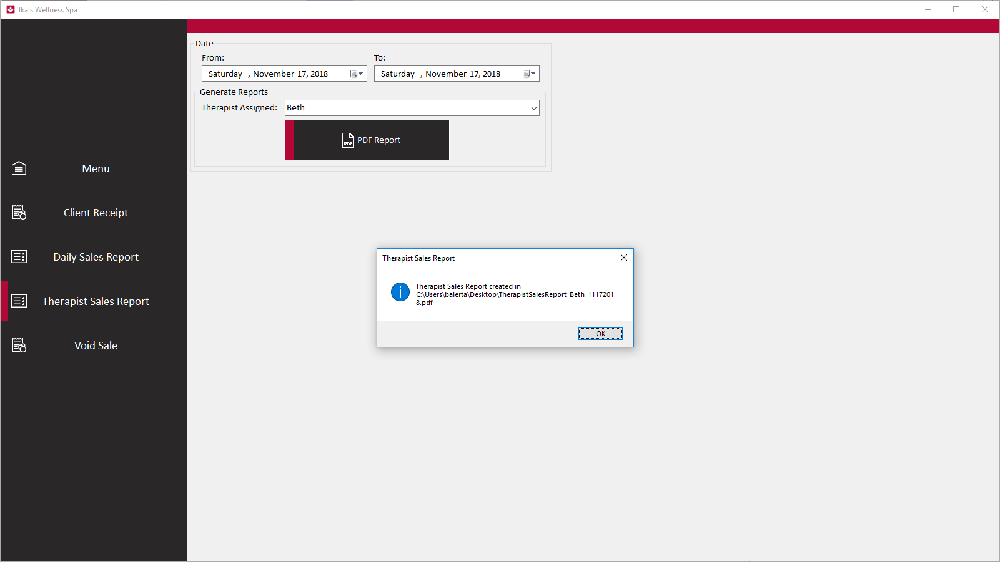 Ika's Wellness Spa
Date
From:
To:
Saturday , November 17, 2018
Saturday , November 17, 2018
Generate Reports
Therapist Assigned:
Beth
PDF
PDF Report
Menu
Client Receipt
Daily Sales Report
Therapist Sales Report
Void Sale
Therapist Sales Report
Therapist Sales Report created in
C:\Users\balerta\Desktop\TherapistSalesReport_Beth_1117201
8.pdf
OK